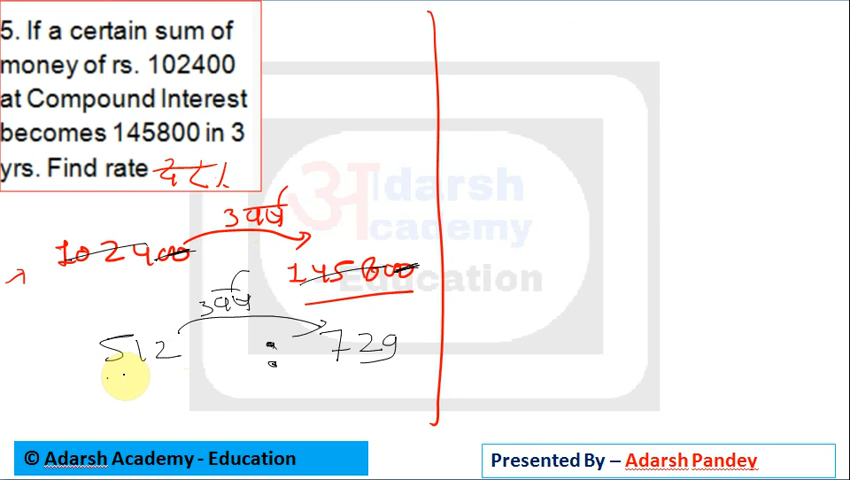 5. If a certain sum of
money of rs. 102400
at Compound Interest
becomes 145800 in 3
yrs. Find rate दर%
3 वर्ष
102400
145800
3 वर्ष
512 : 729
अ
Adarsh
Academy
Education
© Adarsh Academy - Education
Presented By – Adarsh Pandey